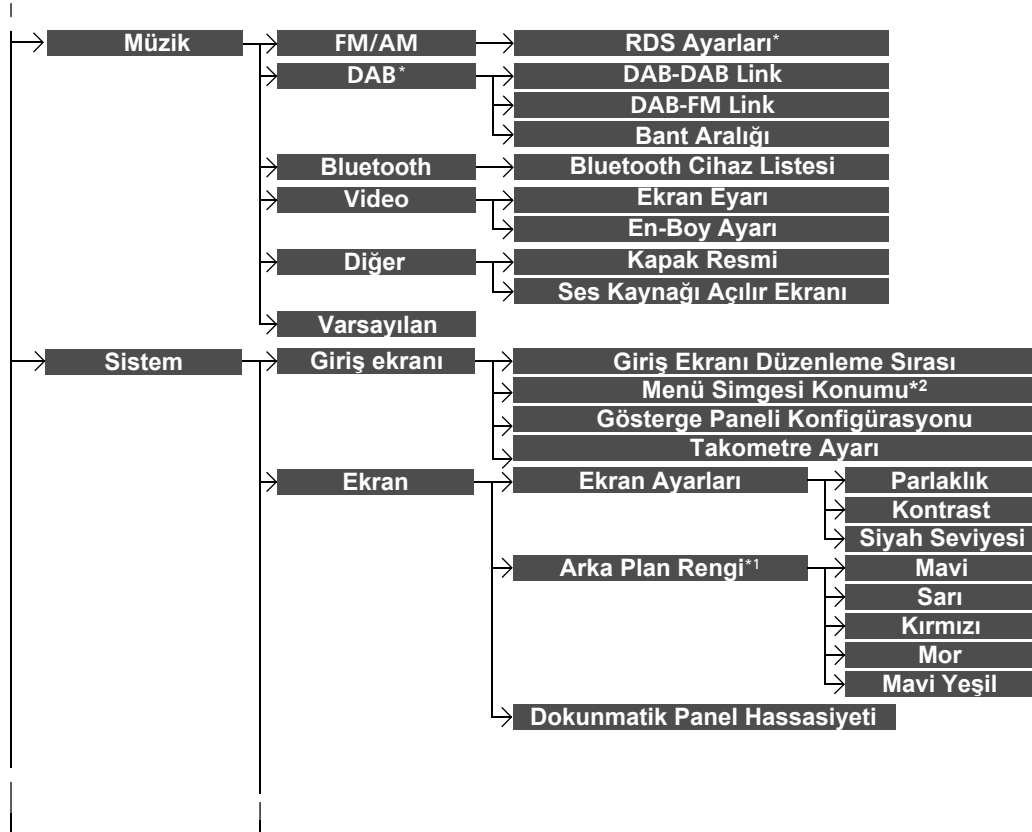 Müzik FM/AM RDS Ayarları*
DAB* DAB-DAB Link
DAB-FM Link
Bant Aralığı
Bluetooth Bluetooth Cihaz Listesi
Video Ekran Eyarı
En-Boy Ayarı
Diğer Kapak Resmi
Ses Kaynağı Açılır Ekranı
Varsayılan
Sistem Giriş ekranı Giriş Ekranı Düzenleme Sırası
Menü Simgesi Konumu*2
Gösterge Paneli Konfigürasyonu
Takometre Ayarı
Ekran Ekran Ayarları Parlaklık
Kontrast
Siyah Seviyesi
Arka Plan Rengi*1 Mavi
Sarı
Kırmızı
Mor
Mavi Yeşil
Dokunmatik Panel Hassasiyeti